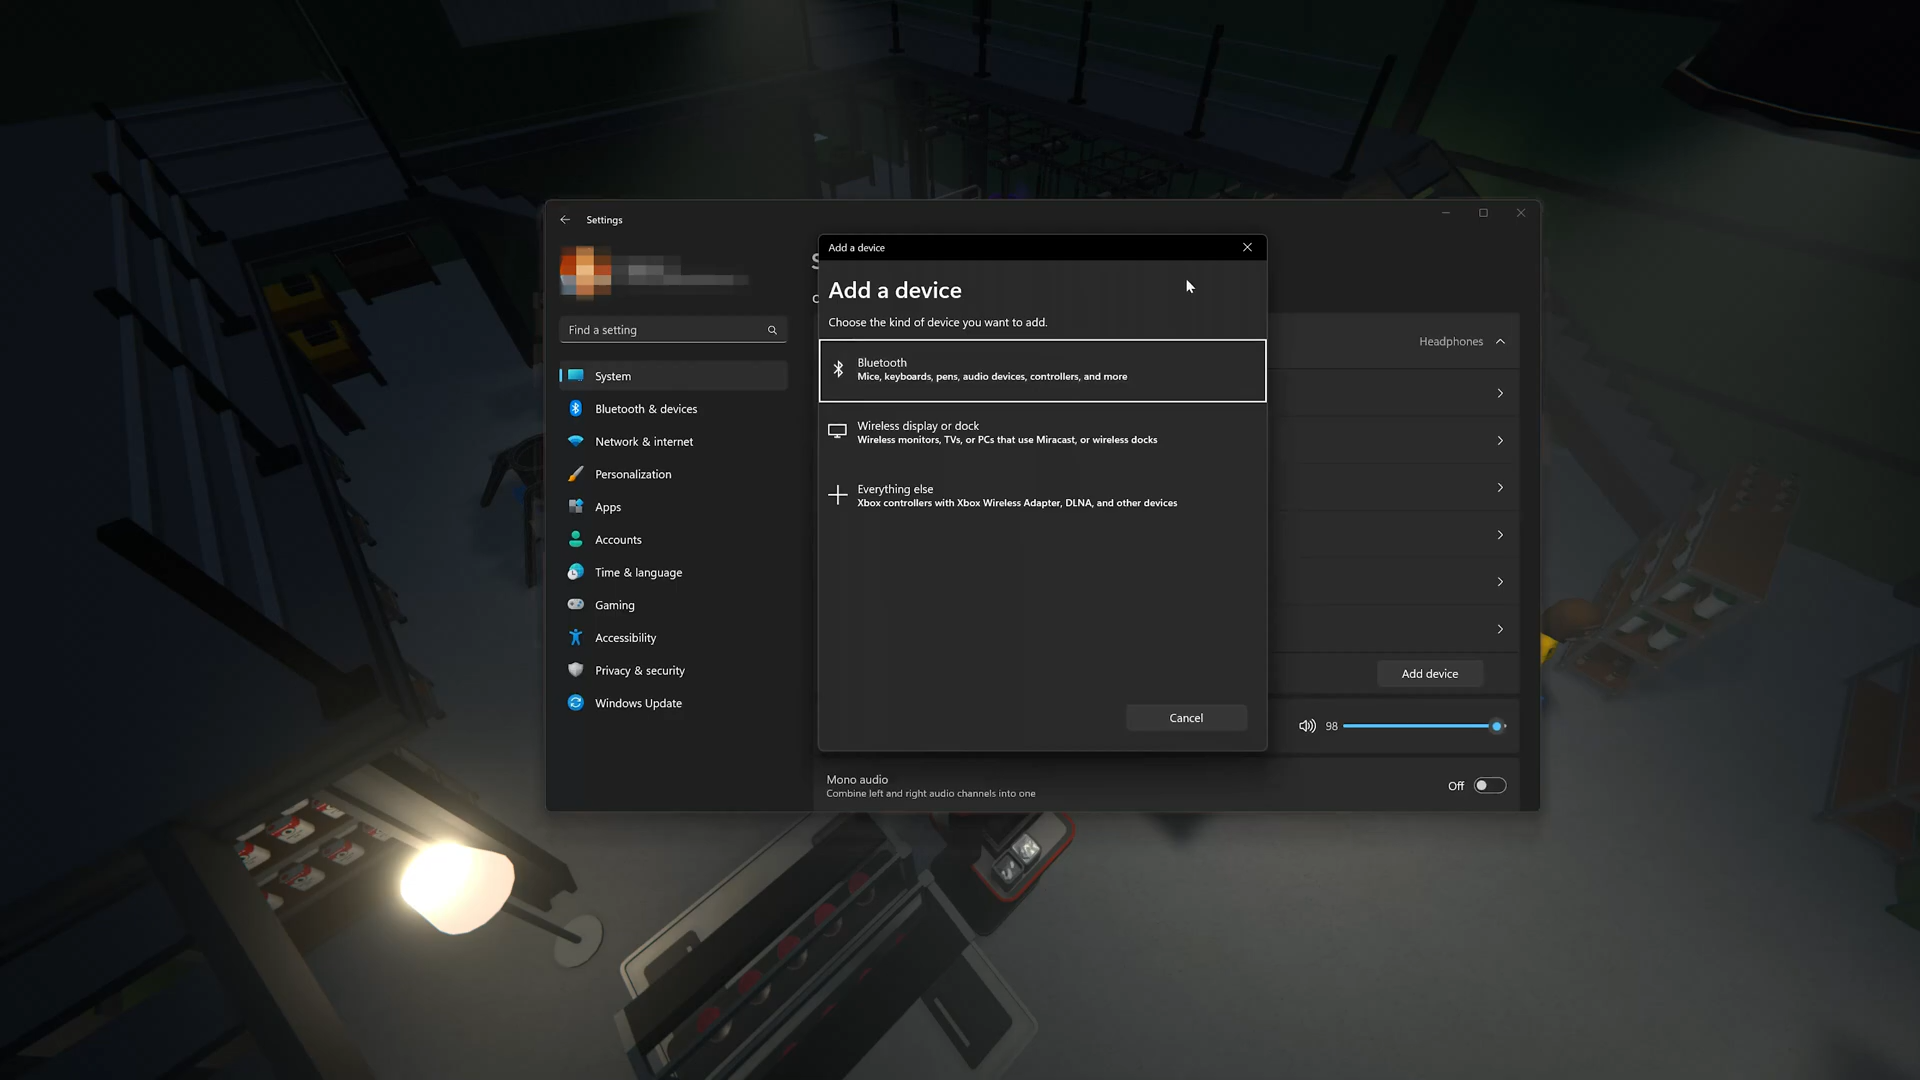 Settings
Find a setting
System
Bluetooth & devices
Network & internet
Personalization
Apps
Accounts
Time & language
Gaming
Accessibility
Privacy & security
Windows Update
Add a device
Add a device
Choose the kind of device you want to add.
Bluetooth
Mice, keyboards, pens, audio devices, controllers, and more
Wireless display or dock
Wireless monitors, TVs, or PCs that use Miracast, or wireless docks
Everything else
Xbox controllers with Xbox Wireless Adapter, DLNA, and other devices
Cancel
Headphones
Add device
98
Mono audio
Combine left and right audio channels into one
Off